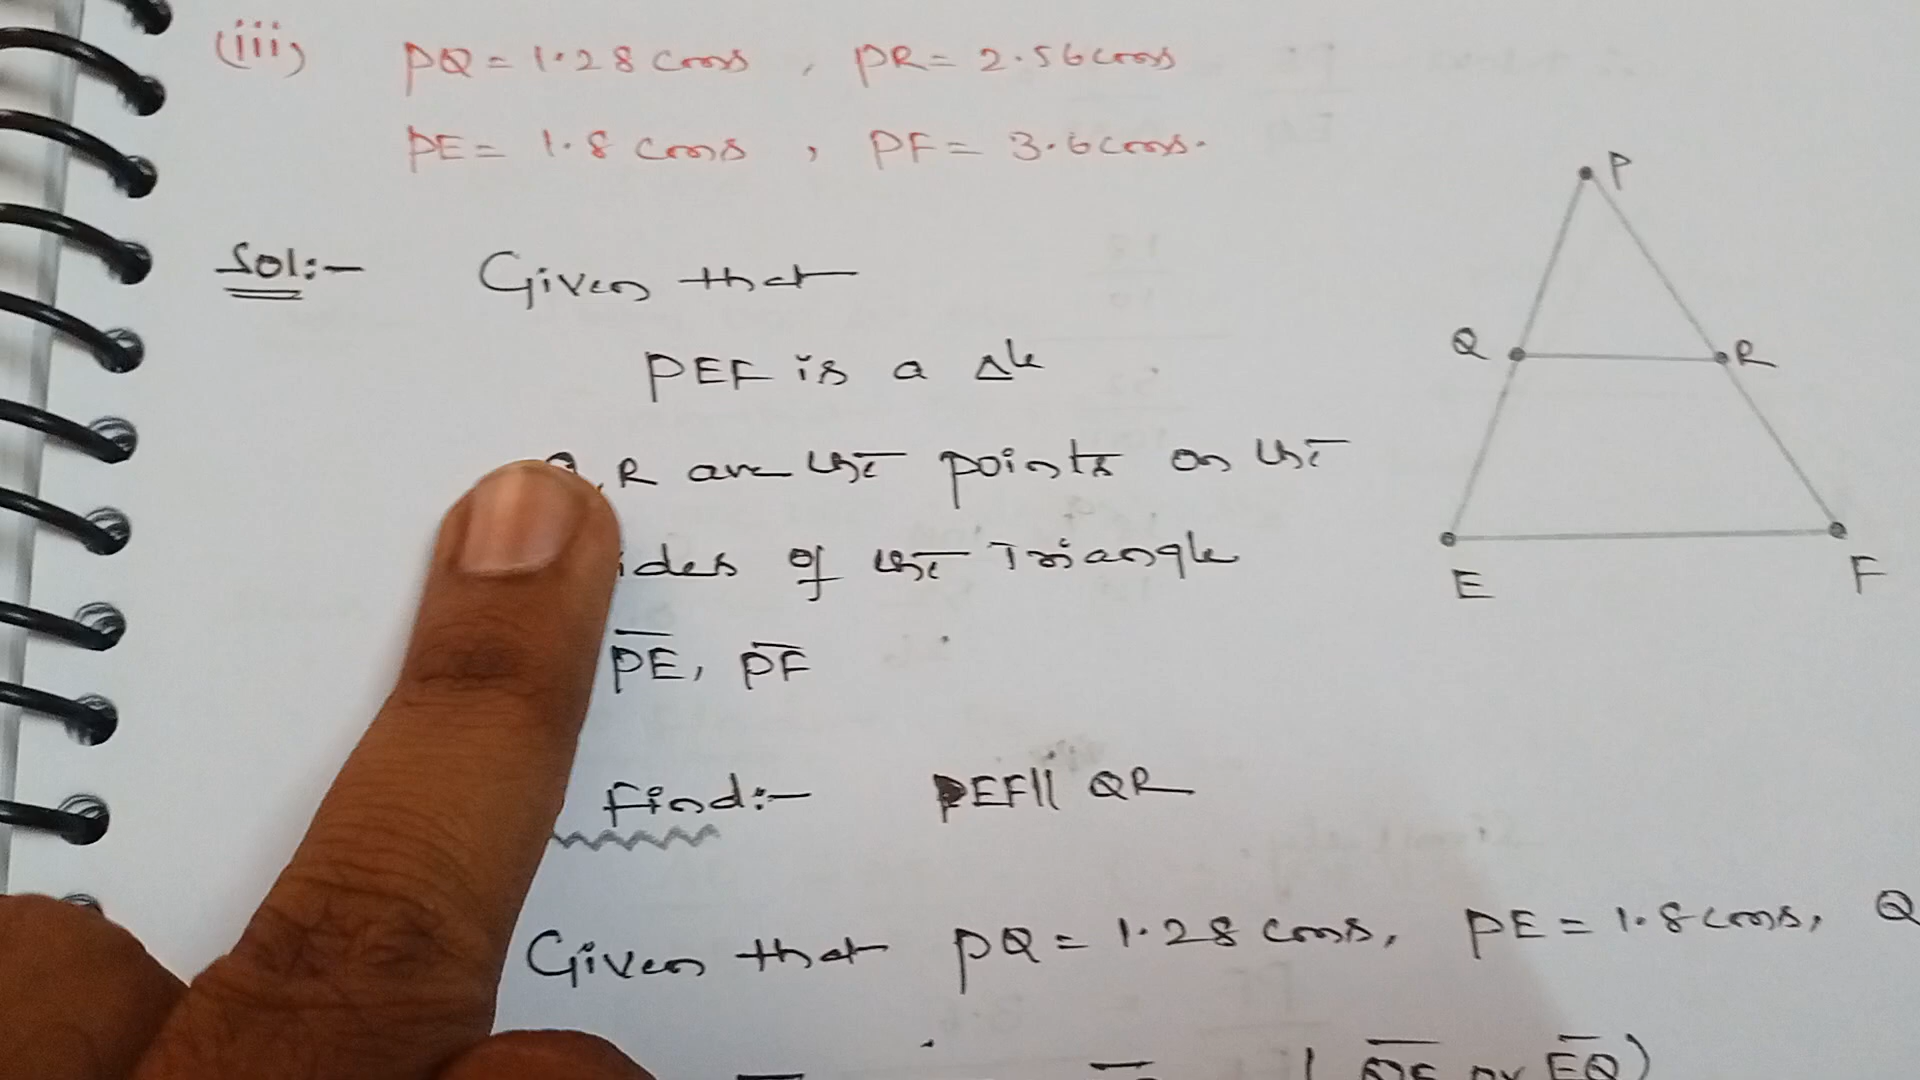 (iii) PQ = 1.28 cms , PR = 2.56 cms
PE = 1.8 cms , PF = 3.6 cms.
P
Sol:- Given that
PEF is a Δle
Q R
Q, R are the points on the
ides of the Triangle
E F
PE, PF
Find:- PEF || QR
Given that PQ = 1.28 cms, PE = 1.8 cms, Q
EQ)